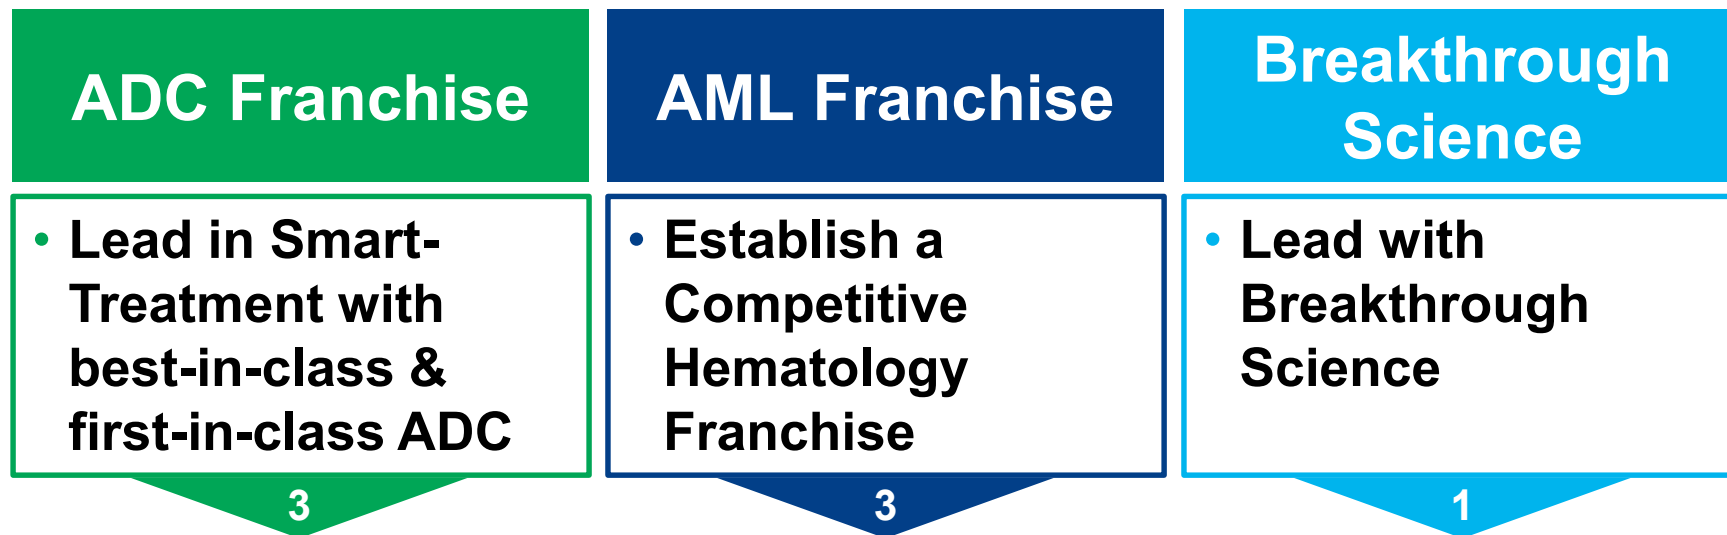 ADC Franchise
• Lead in Smart-
Treatment with
best-in-class &
first-in-class ADC
3
AML Franchise
• Establish a
Competitive
Hematology
Franchise
3
Breakthrough
Science
• Lead with
Breakthrough
Science
1